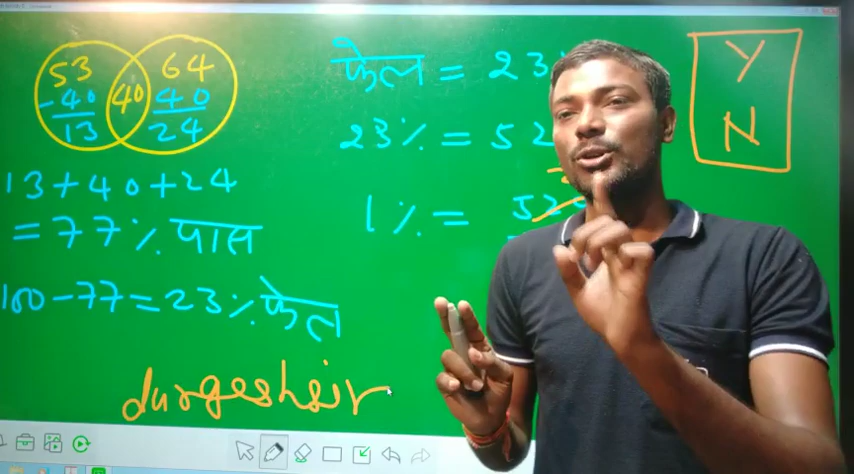 53 64
- 40 40 40
13 24
13 + 40 + 24
= 77% पास
100 - 77 = 23% फेल
durgeshsir
फेल = 23
23% = 52
1% = 52
Y
N